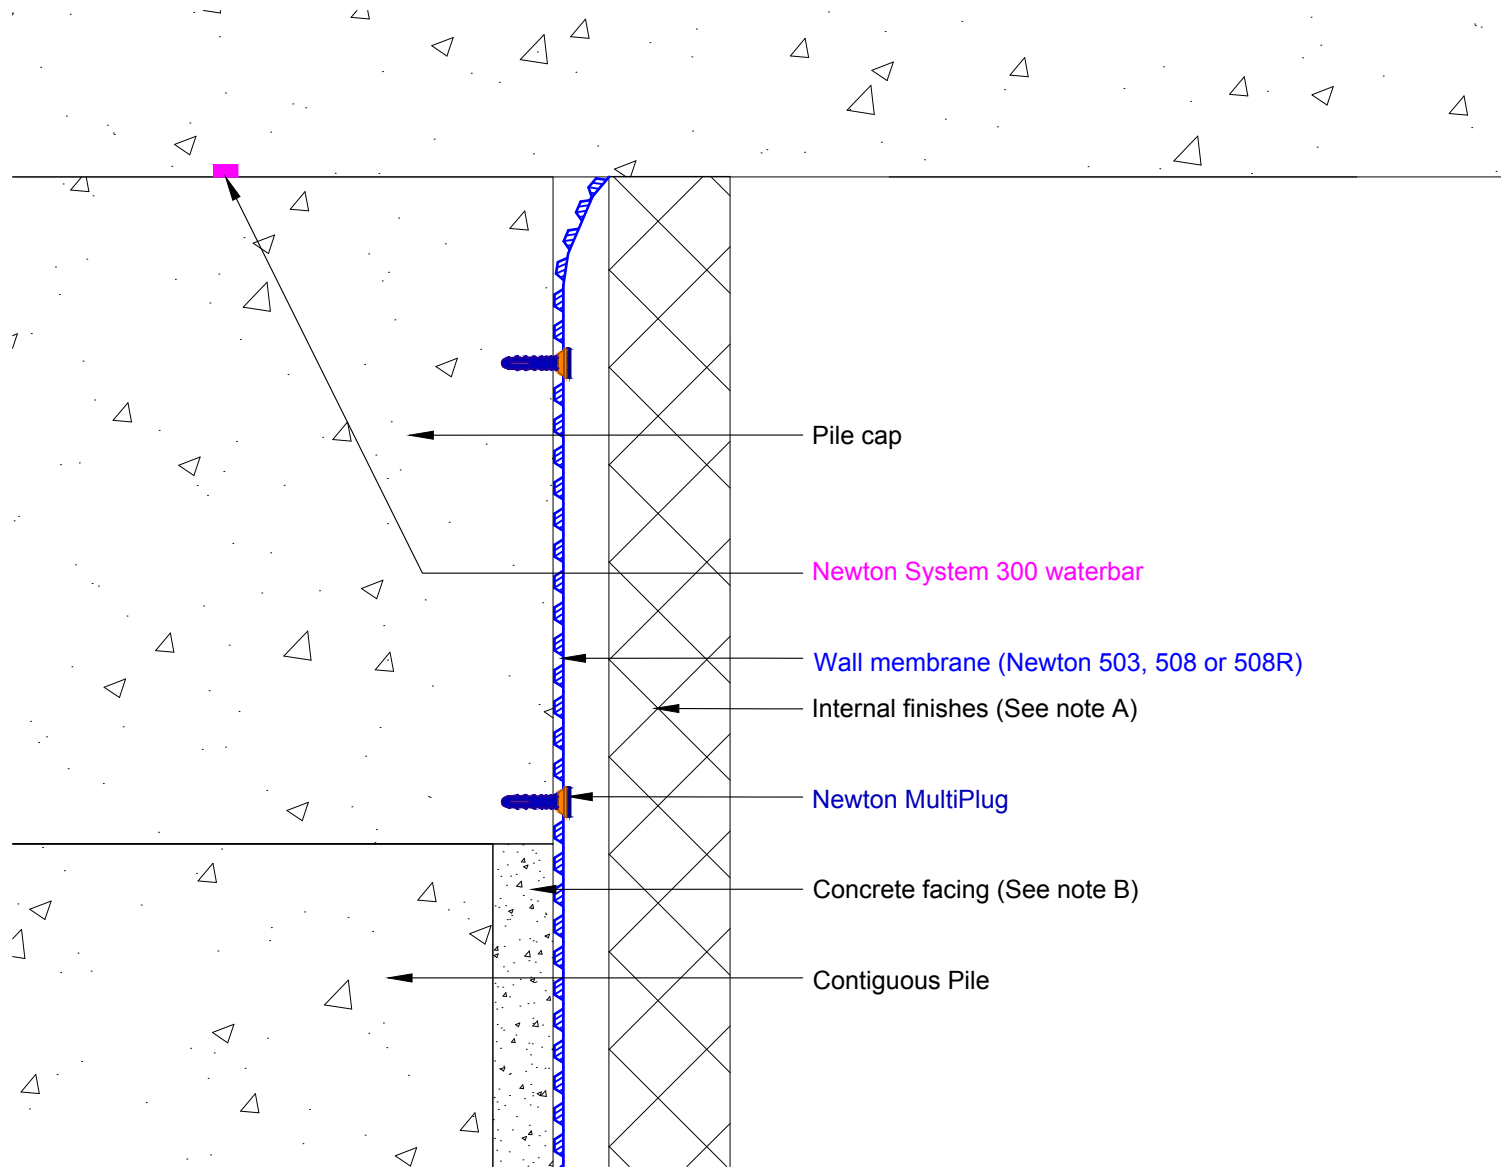 Pile cap
Newton System 300 waterbar
Wall membrane (Newton 503, 508 or 508R)
Internal finishes (See note A)
Newton MultiPlug
Concrete facing (See note B)
Contiguous Pile